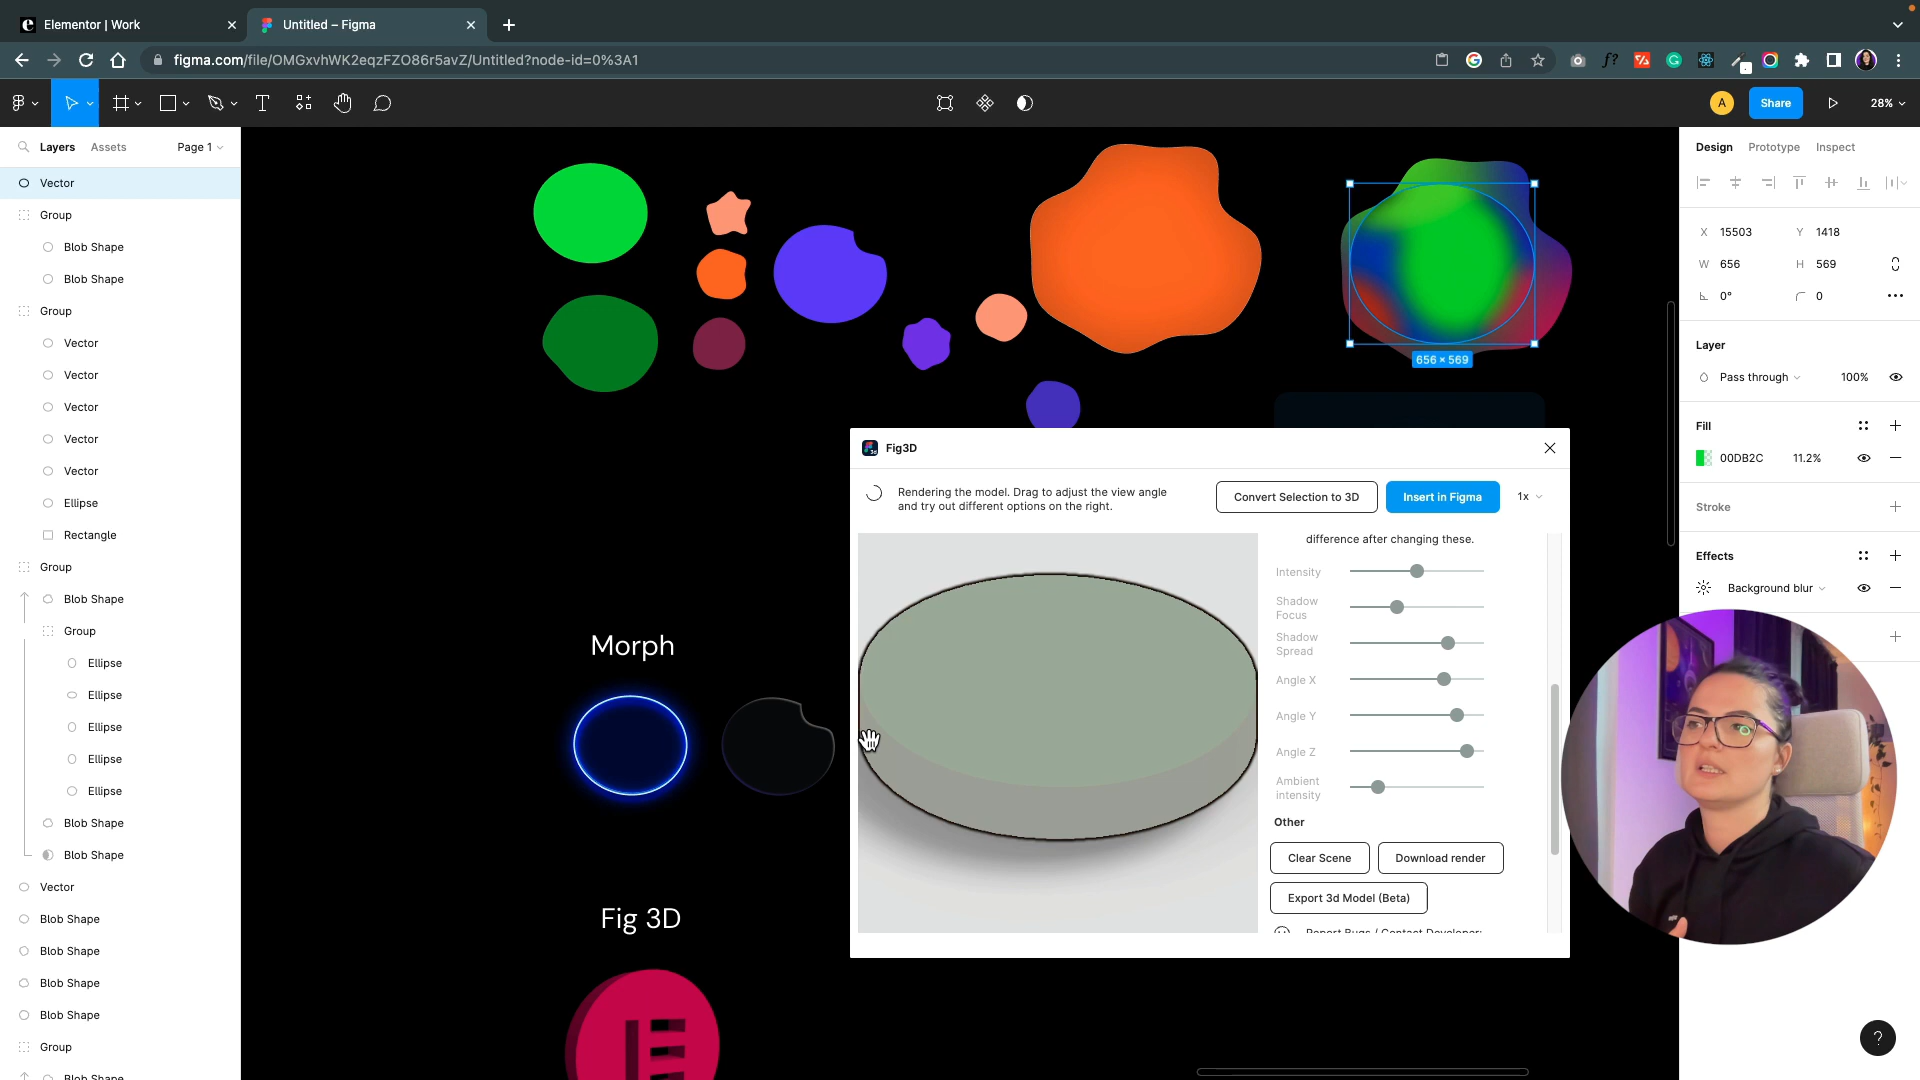 Elementor | Work
Untitled – Figma
figma.com/file/OMGxvhWK2eqzFZO86r5avZ/Untitled?node-id=0%3A1
A
Share
28%
Layers
Assets
Page 1
Vector
Group
Blob Shape
Blob Shape
Group
Vector
Vector
Vector
Vector
Vector
Ellipse
Rectangle
Group
Blob Shape
Group
Ellipse
Ellipse
Ellipse
Ellipse
Ellipse
Blob Shape
Blob Shape
Vector
Blob Shape
Blob Shape
Blob Shape
Blob Shape
Group
Blob Shape
656 × 569
Morph
Fig 3D
Fig3D
Rendering the model. Drag to adjust the view angle
and try out different options on the right.
Convert Selection to 3D
Insert in Figma
1x
difference after changing these.
Intensity
Shadow
Focus
Shadow
Spread
Angle X
Angle Y
Angle Z
Ambient
intensity
Other
Clear Scene
Download render
Export 3d Model (Beta)
Report Bugs / Contact Developer:
Design
Prototype
Inspect
X 15503
Y 1418
W 656
H 569
0°
0
Layer
Pass through
100%
Fill
00DB2C
11.2%
Stroke
Effects
Background blur
?